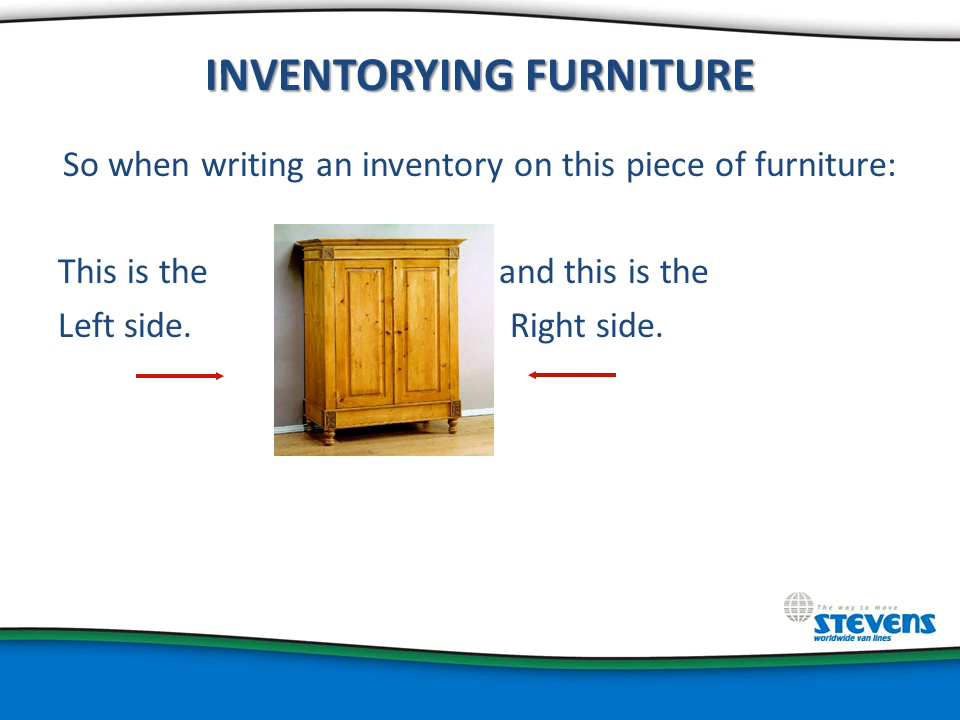 INVENTORYING FURNITURE
So when writing an inventory on this piece of furniture:
This is the and this is the
Left side. Right side.
The way to move
STEVENS
worldwide van lines